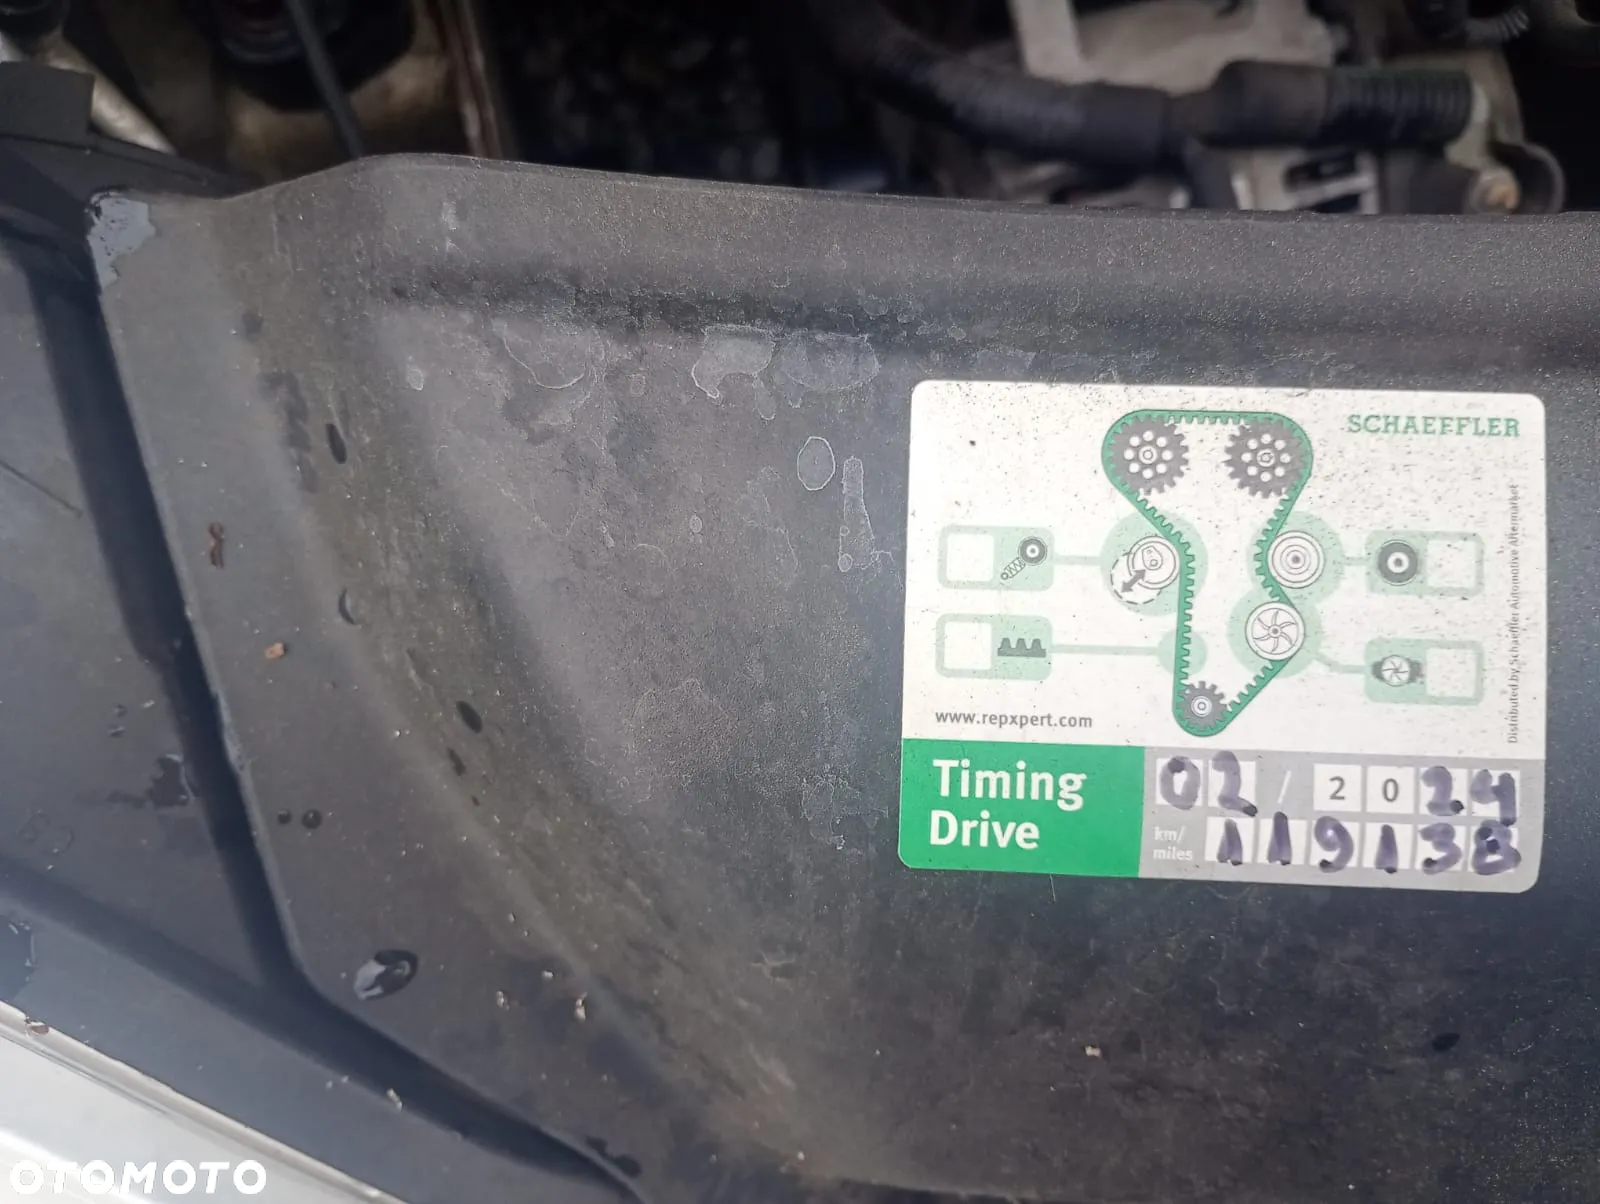 SCHAEFFLER
Distributed by Schaeffler Automotive Aftermarket
www.repxpert.com
Timing
Drive
02 / 2024
km/
miles
119138
OTOMOTO